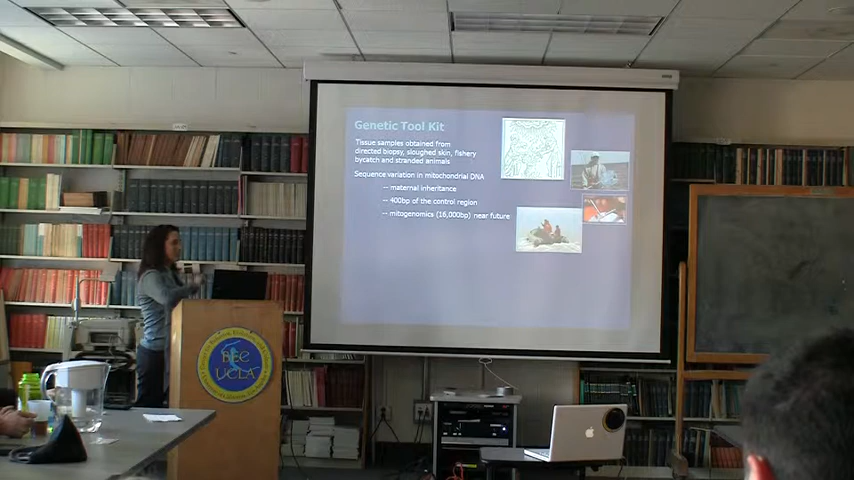 Genetic Tool Kit
Tissue samples obtained from
directed biopsy, sloughed skin, fishery
bycatch and stranded animals
Sequence variation in mitochondrial DNA
– maternal inheritance
– 400bp of the control region
– mitogenomics (16,000bp) near future
EEB
UCLA